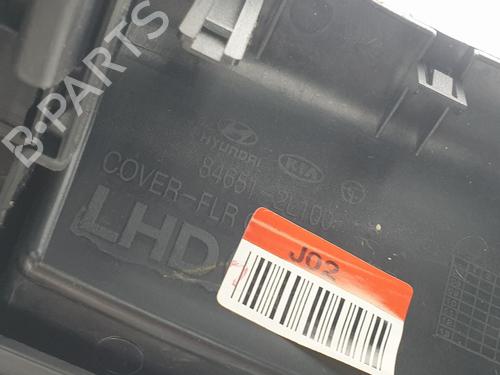 B-PARTS
HYUNDAI
KIA
84651-2L100
COVER-FLR
LHD
J02